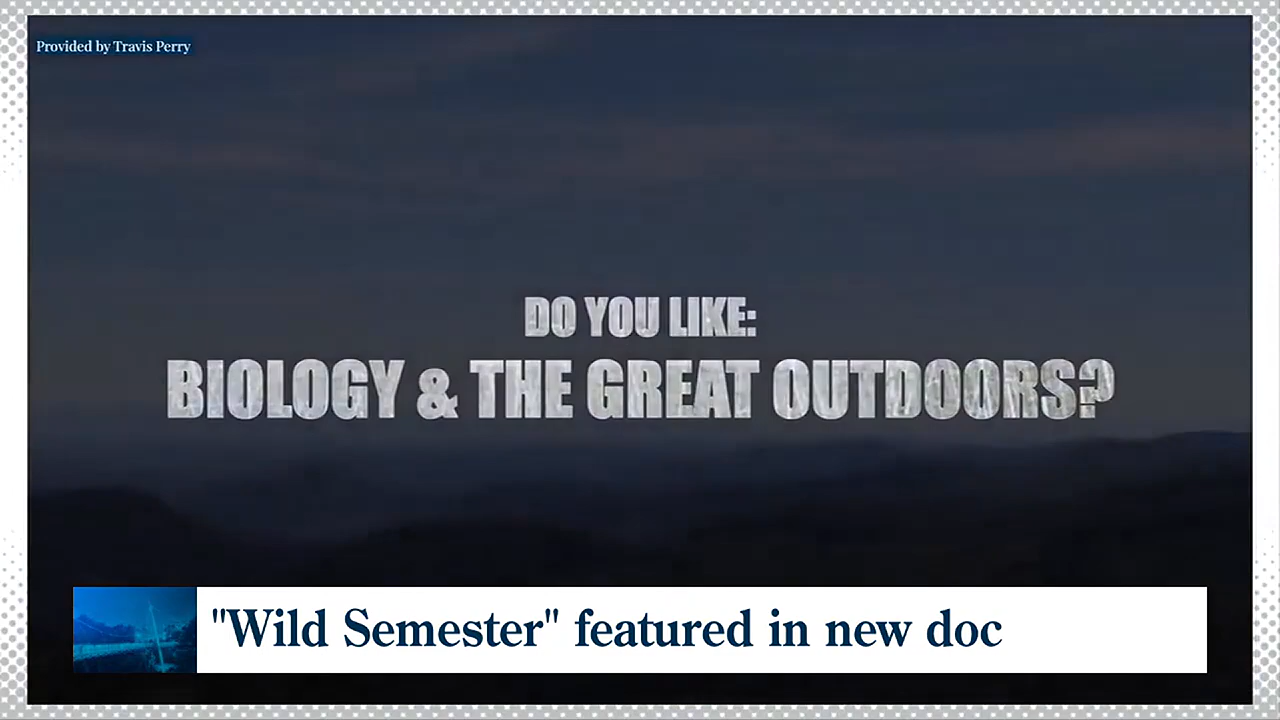 Provided by Travis Perry
DO YOU LIKE:
BIOLOGY & THE GREAT OUTDOORS?
"Wild Semester" featured in new doc